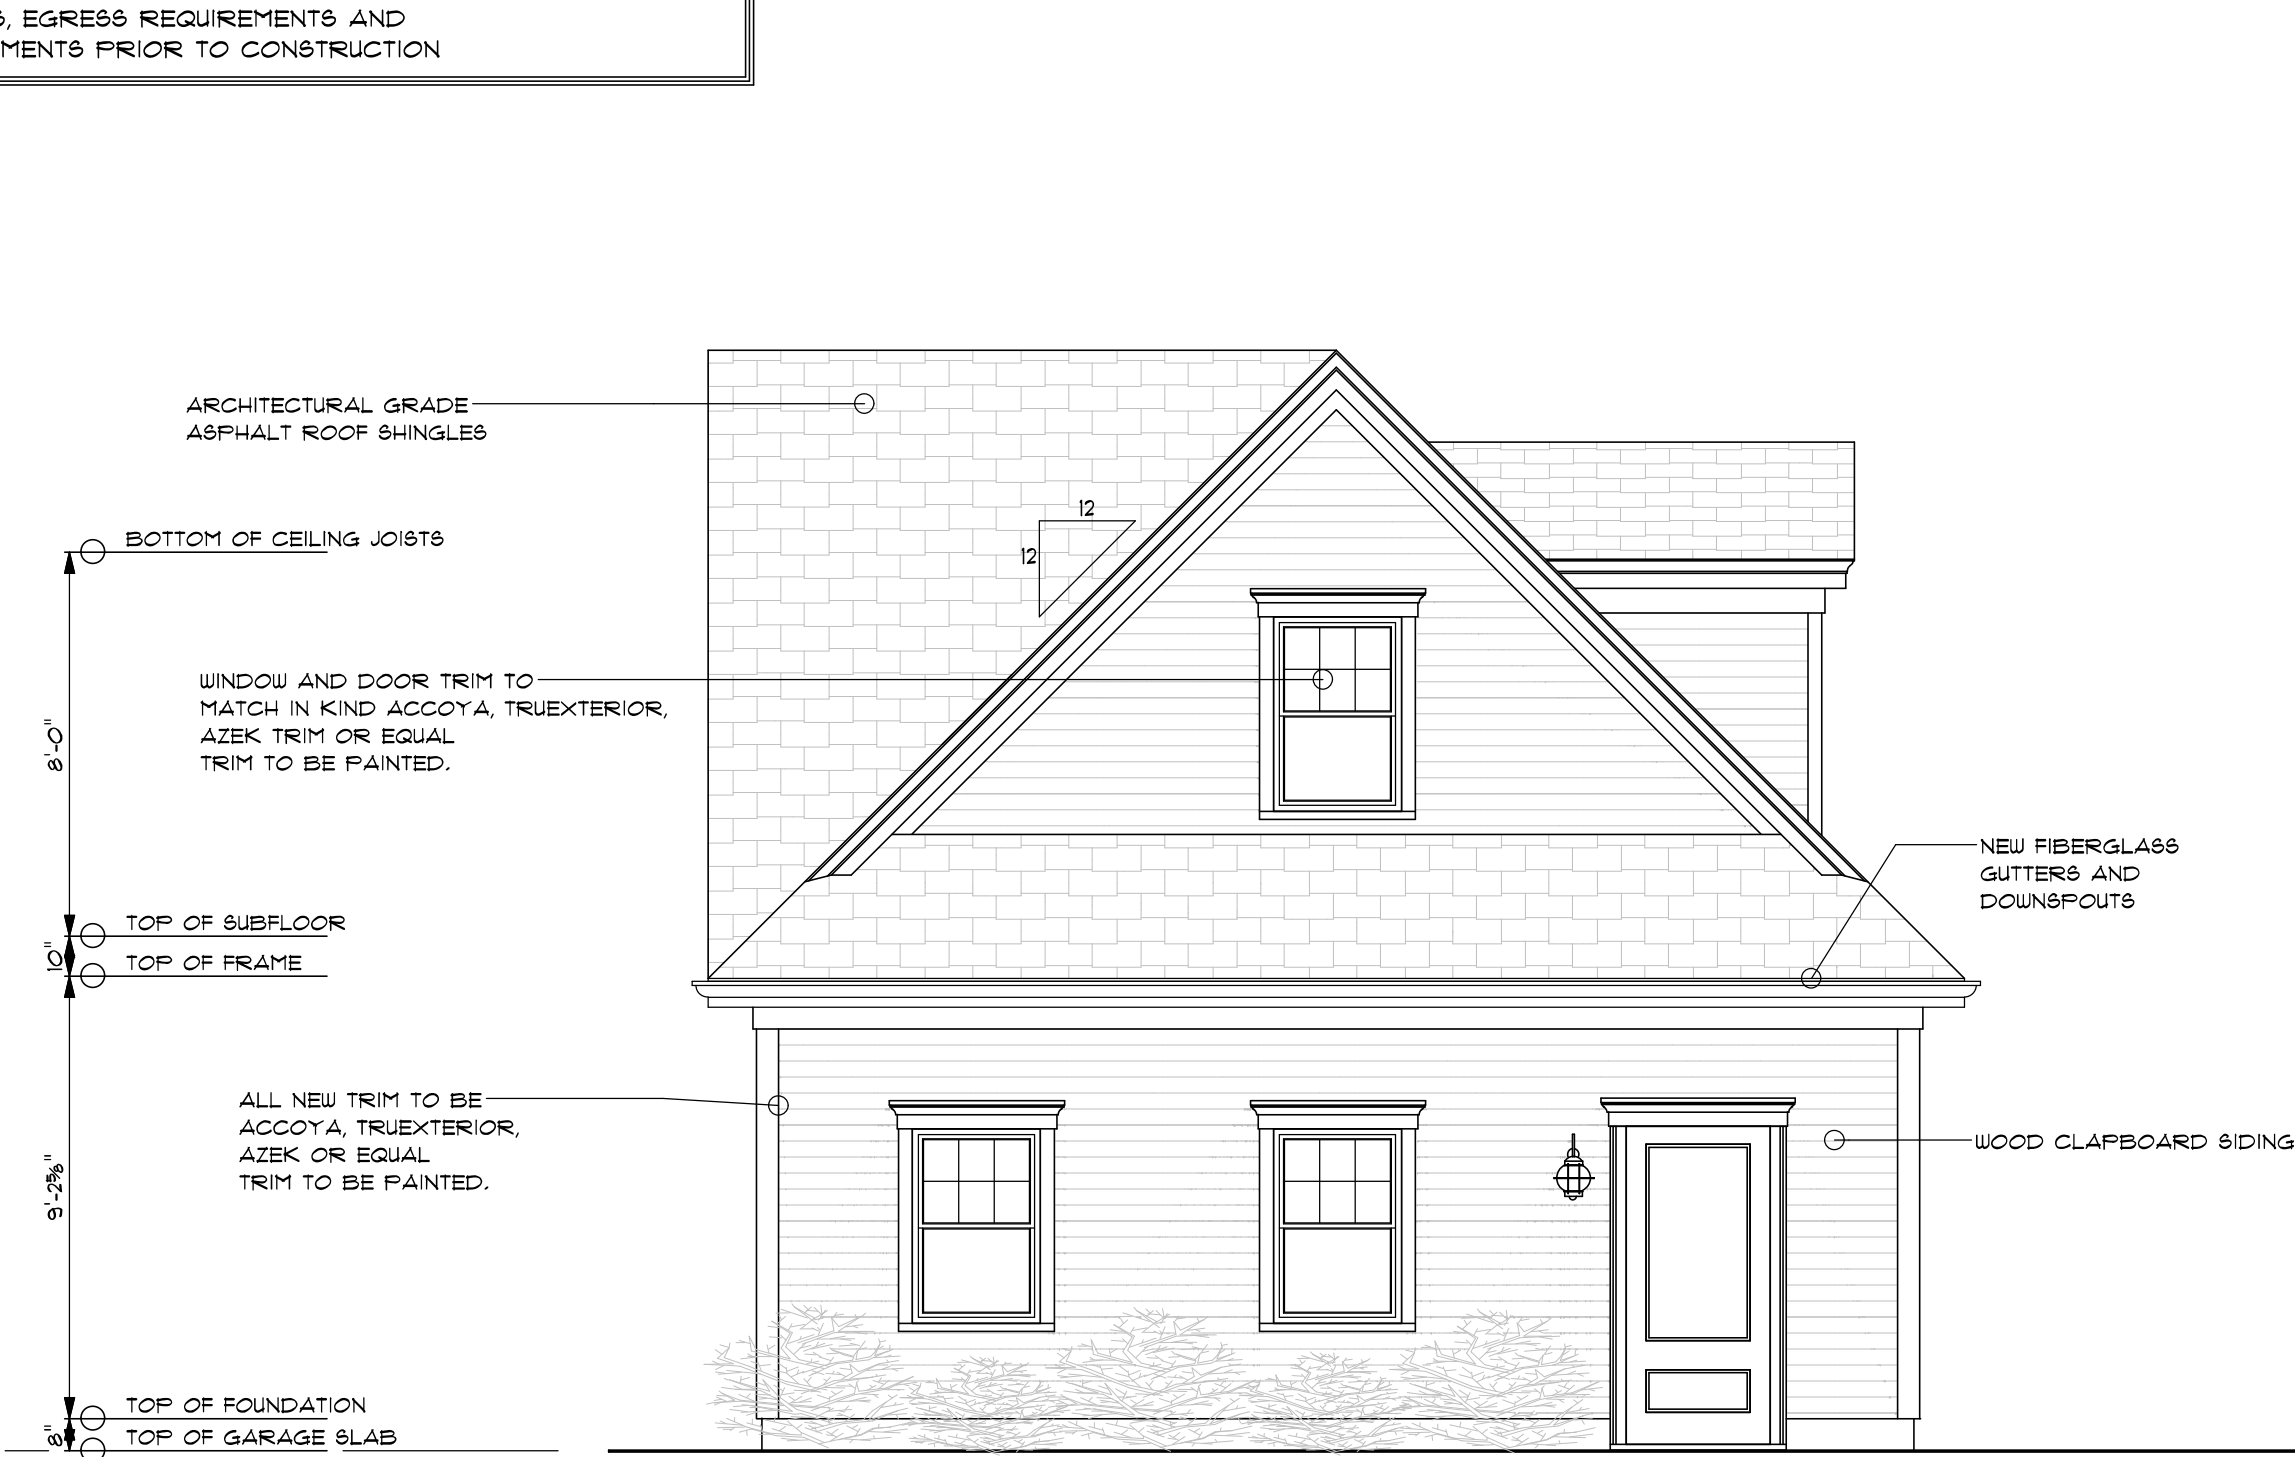 EGRESS REQUIREMENTS AND
PRIOR TO CONSTRUCTION
ARCHITECTURAL GRADE
ASPHALT ROOF SHINGLES
12
12
BOTTOM OF CEILING JOISTS
WINDOW AND DOOR TRIM TO
MATCH IN KIND ACCOYA, TRUEXTERIOR,
AZEK TRIM OR EQUAL
TRIM TO BE PAINTED.
8'-0"
NEW FIBERGLASS
GUTTERS AND
DOWNSPOUTS
TOP OF SUBFLOOR
10"
TOP OF FRAME
ALL NEW TRIM TO BE
ACCOYA, TRUEXTERIOR,
AZEK OR EQUAL
TRIM TO BE PAINTED.
WOOD CLAPBOARD SIDING
9'-2⅝"
TOP OF FOUNDATION
8"
TOP OF GARAGE SLAB